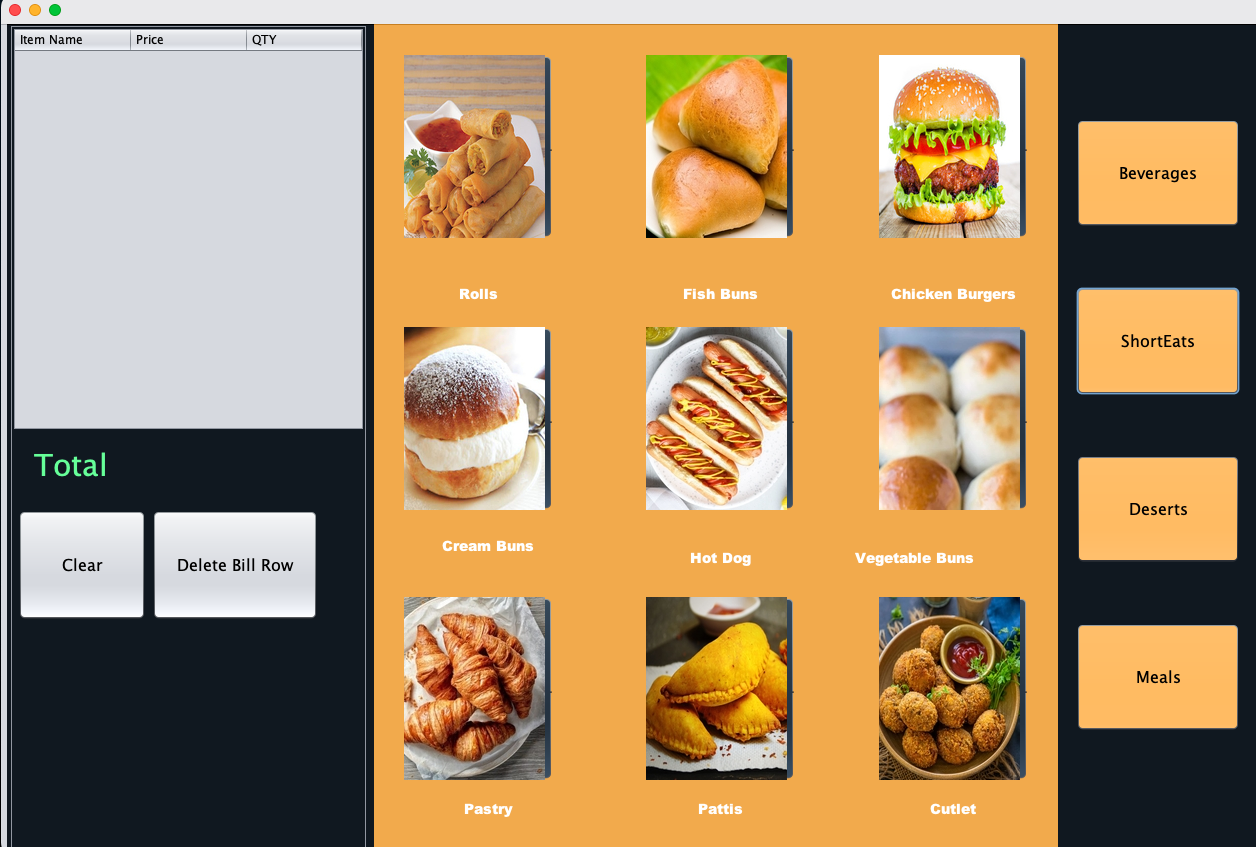 Item Name Price QTY
Total
Clear Delete Bill Row
Rolls Fish Buns Chicken Burgers
Cream Buns Hot Dog Vegetable Buns
Pastry Pattis Cutlet
Beverages
ShortEats
Deserts
Meals